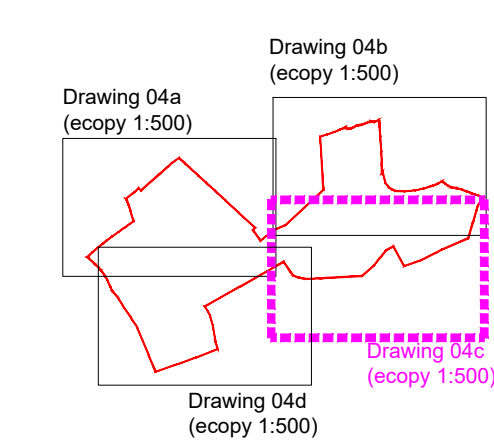 Drawing 04b
(ecopy 1:500)
Drawing 04a
(ecopy 1:500)
Drawing 04c
(ecopy 1:500)
Drawing 04d
(ecopy 1:500)